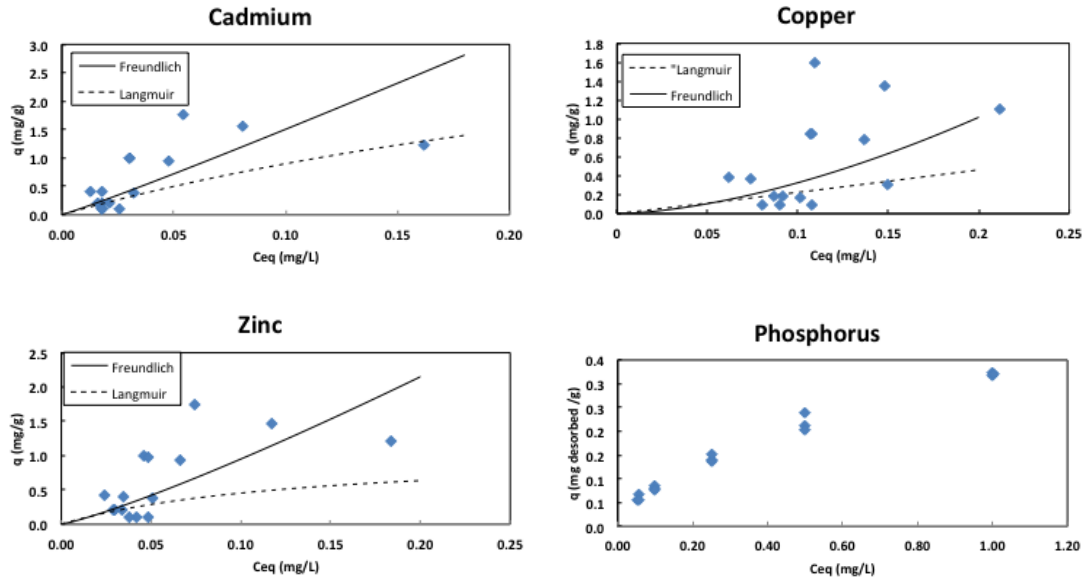 Cadmium
q (mg/g)
3.0
2.5
2.0
1.5
1.0
0.5
0.0
Freundlich
Langmuir
0.00 0.05 0.10 0.15 0.20
Ceq (mg/L)
Copper
q (mg/g)
1.8
1.6
1.4
1.2
1.0
0.8
0.6
0.4
0.2
0.0
"Langmuir
Freundlich
0 0.05 0.1 0.15 0.2 0.25
Ceq (mg/L)
Zinc
q (mg/g)
2.5
2.0
1.5
1.0
0.5
0.0
Freundlich
Langmuir
0.00 0.05 0.10 0.15 0.20 0.25
Ceq (mg/L)
Phosphorus
q (mg desorbed /g)
0.4
0.3
0.3
0.2
0.2
0.1
0.1
0.0
0.00 0.20 0.40 0.60 0.80 1.00 1.20
Ceq (mg/L)